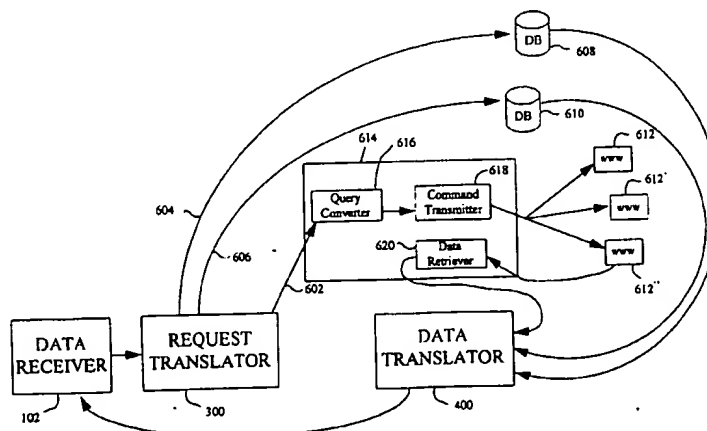 DB
608
DB
610
614
616
618
612
www
Query
Converter
Command
Transmitter
612'
www
604
620
Data
Retriever
www
606
602
612"
DATA
RECEIVER
REQUEST
TRANSLATOR
DATA
TRANSLATOR
102
300
400